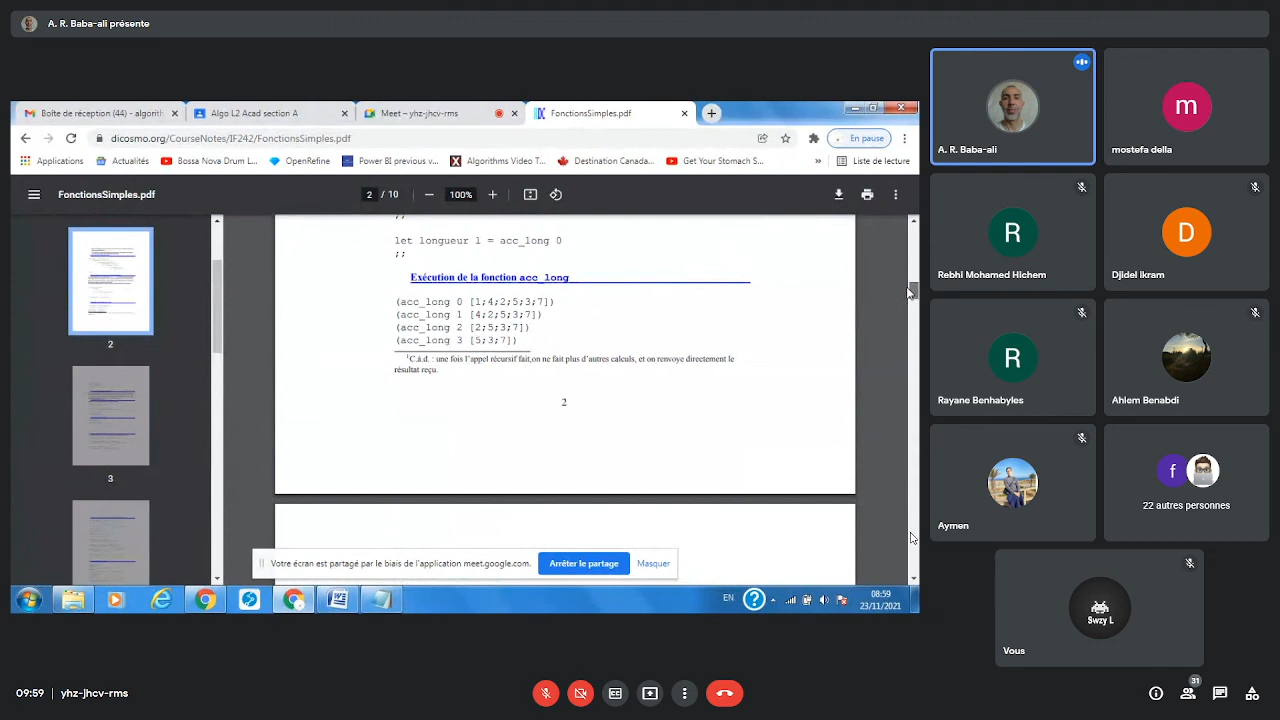 A. R. Baba-ali présente
Boîte de réception (44) - algorith
Algo L2 Acad section A
Meet – yhz-jhcv-rms
FonctionsSimples.pdf
dicosmo.org/CourseNotes/IF242/FonctionsSimples.pdf
En pause
Applications
Actualités
Bossa Nova Drum L...
OpenRefine
Power BI previous v...
Algorithms Video T...
Destination Canada...
Get Your Stomach S...
»
Liste de lecture
FonctionsSimples.pdf
2 / 10
100%
2
3
;;
let longueur l = acc_long 0
;;
Exécution de la fonction acc_long
(acc_long 0 [1;4;2;5;3;7])
(acc_long 1 [4;2;5;3;7])
(acc_long 2 [2;5;3;7])
(acc_long 3 [5;3;7])
1C.à.d. : une fois l'appel récursif fait,on ne fait plus d'autres calculs, et on renvoye directement le
résultat reçu.
2
Votre écran est partagé par le biais de l'application meet.google.com.
Arrêter le partage
Masquer
EN
08:59
23/11/2021
A. R. Baba-ali
m
mostefa della
R
Rebhi Mohamed Hichem
D
Djidel Ikram
R
Rayane Benhabyles
Ahlem Benabdi
Aymen
f
22 autres personnes
Swzy L
Vous
09:59
yhz-jhcv-rms
31